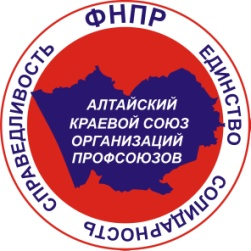 ФНПР
СПРАВЕДЛИВОСТЬ
ЕДИНСТВО
СОЛИДАРНОСТЬ
АЛТАЙСКИЙ
КРАЕВОЙ СОЮЗ
ОРГАНИЗАЦИЙ
ПРОФСОЮЗОВ